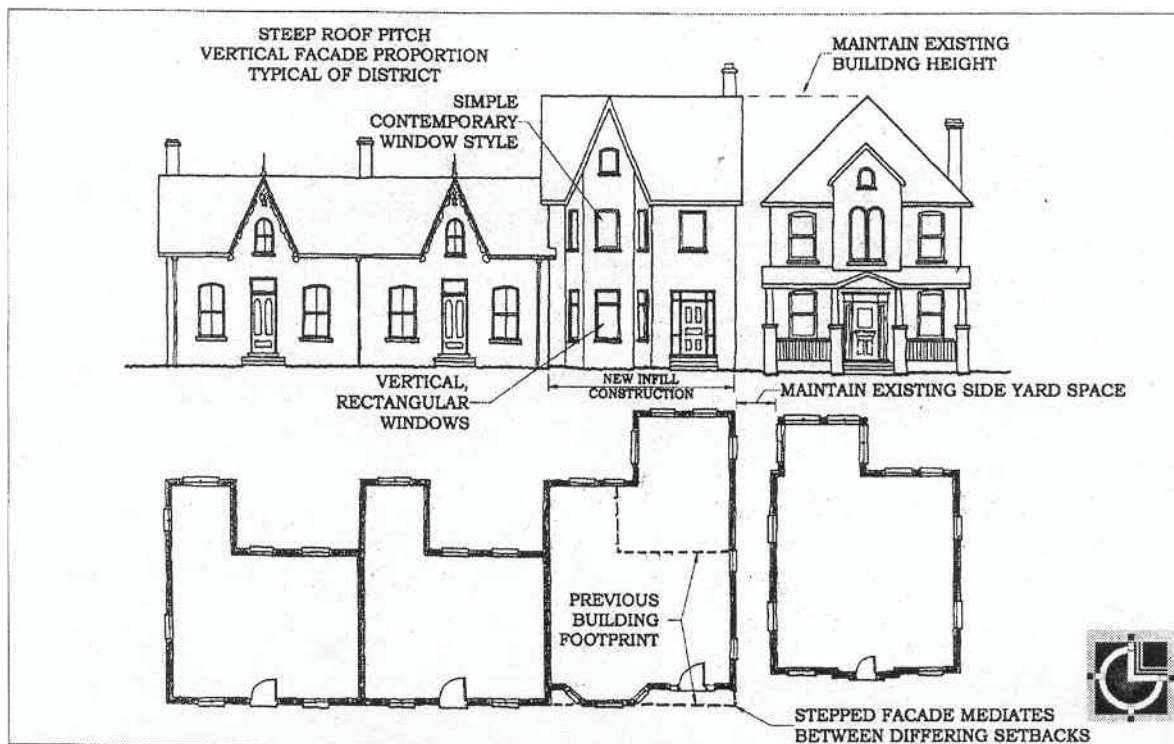 STEEP ROOF PITCH
VERTICAL FACADE PROPORTION
TYPICAL OF DISTRICT
MAINTAIN EXISTING
BUILIDNG HEIGHT
SIMPLE
CONTEMPORARY
WINDOW STYLE
VERTICAL,
RECTANGULAR
WINDOWS
NEW INFILL
CONSTRUCTION
MAINTAIN EXISTING SIDE YARD SPACE
PREVIOUS
BUILDING
FOOTPRINT
STEPPED FACADE MEDIATES
BETWEEN DIFFERING SETBACKS